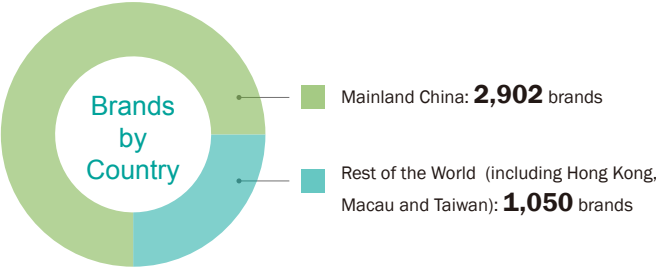 Brands
by
Country
Mainland China: 2,902 brands
Rest of the World (including Hong Kong,
Macau and Taiwan): 1,050 brands